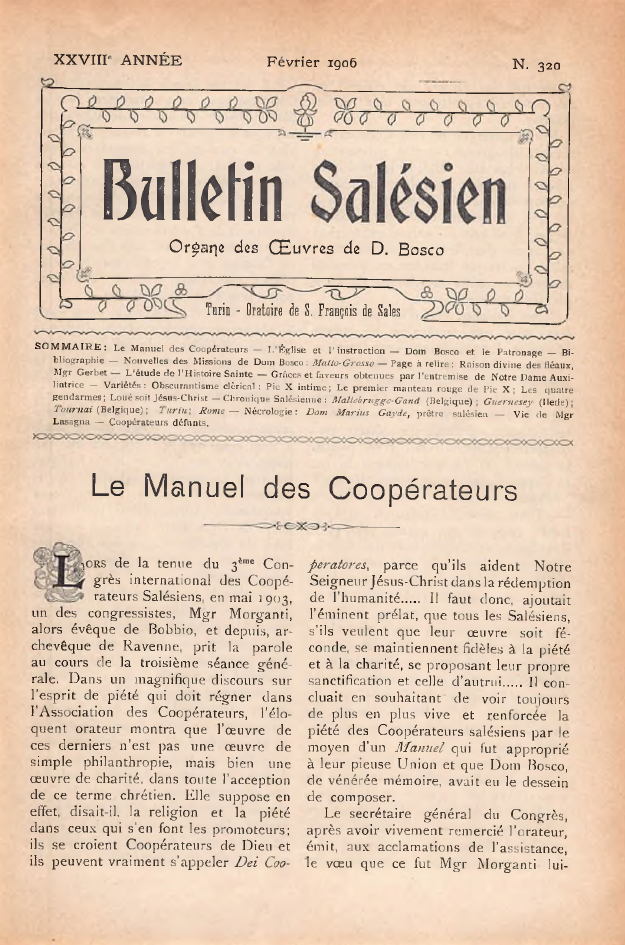 XXVIIIᵉ ANNÉE Février 1906 N. 320
Bulletin Salésien
Organe des Œuvres de D. Bosco
Turin - Oratoire de S. François de Sales
SOMMAIRE: Le Manuel des Coopérateurs — L'Église et l'instruction — Dom Bosco et le Patronage — Bi-
bliographie — Nouvelles des Missions de Dom Bosco: Matto-Grosso — Page à relire: Raison divine des fléaux,
Mgr Gerbet — L'étude de l'Histoire Sainte — Grâces et faveurs obtenues par l'entremise de Notre Dame Auxi-
liatrice — Variétés: Obscurantisme clérical: Pie X intime; Le premier manteau rouge de Pie X; Les quatre
gendarmes; Loué soit Jésus-Christ — Chronique Salésienne: Maltebrugge-Gand (Belgique); Guernesey (Iles);
Tournai (Belgique); Turin; Rome — Nécrologie: Dom Marius Gayde, prêtre salésien — Vie de Mgr
Lasagna — Coopérateurs défunts.
Le Manuel des Coopérateurs
LORS de la tenue du 3ème Con-
grès international des Coopé-
rateurs Salésiens, en mai 1903,
un des congressistes, Mgr Morganti,
alors évêque de Bobbio, et depuis, ar-
chevêque de Ravenne, prit la parole
au cours de la troisième séance géné-
rale. Dans un magnifique discours sur
l'esprit de piété qui doit régner dans
l'Association des Coopérateurs, l'élo-
quent orateur montra que l'œuvre de
ces derniers n'est pas une œuvre de
simple philanthropie, mais bien une
œuvre de charité, dans toute l'acception
de ce terme chrétien. Elle suppose en
effet, disait-il, la religion et la piété
dans ceux qui s'en font les promoteurs;
ils se croient Coopérateurs de Dieu et
ils peuvent vraiment s'appeler Dei Coo-
peratores, parce qu'ils aident Notre
Seigneur Jésus-Christ dans la rédemption
de l'humanité..... Il faut donc, ajoutait
l'éminent prélat, que tous les Salésiens,
s'ils veulent que leur œuvre soit fé-
conde, se maintiennent fidèles à la piété
et à la charité, se proposant leur propre
sanctification et celle d'autrui..... Il con-
cluait en souhaitant de voir toujours
de plus en plus vive et renforcée la
piété des Coopérateurs salésiens par le
moyen d'un Manuel qui fut approprié
à leur pieuse Union et que Dom Bosco,
de vénérée mémoire, avait eu le dessein
de composer.
Le secrétaire général du Congrès,
après avoir vivement remercié l'orateur,
émit, aux acclamations de l'assistance,
le vœu que ce fut Mgr Morganti lui-